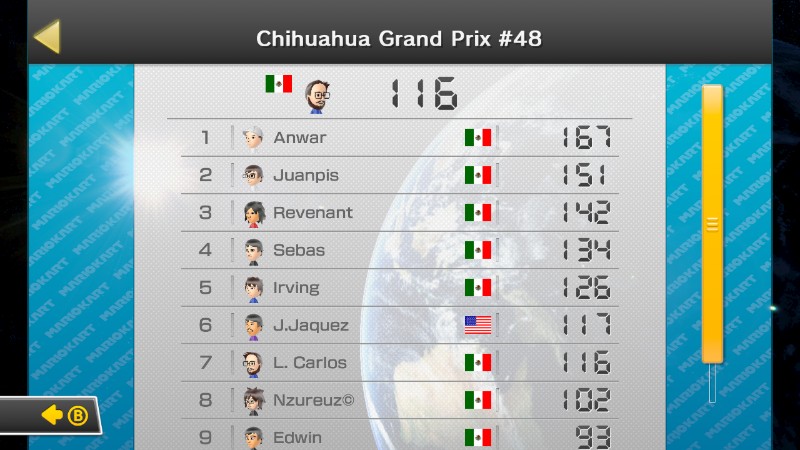 Chihuahua Grand Prix #48
116
1 Anwar 167
2 Juanpis 151
3 Revenant 142
4 Sebas 134
5 Irving 126
6 J.Jaquez 117
7 L. Carlos 116
8 Nzureuz© 102
9 Edwin 93
B
MARIOKART